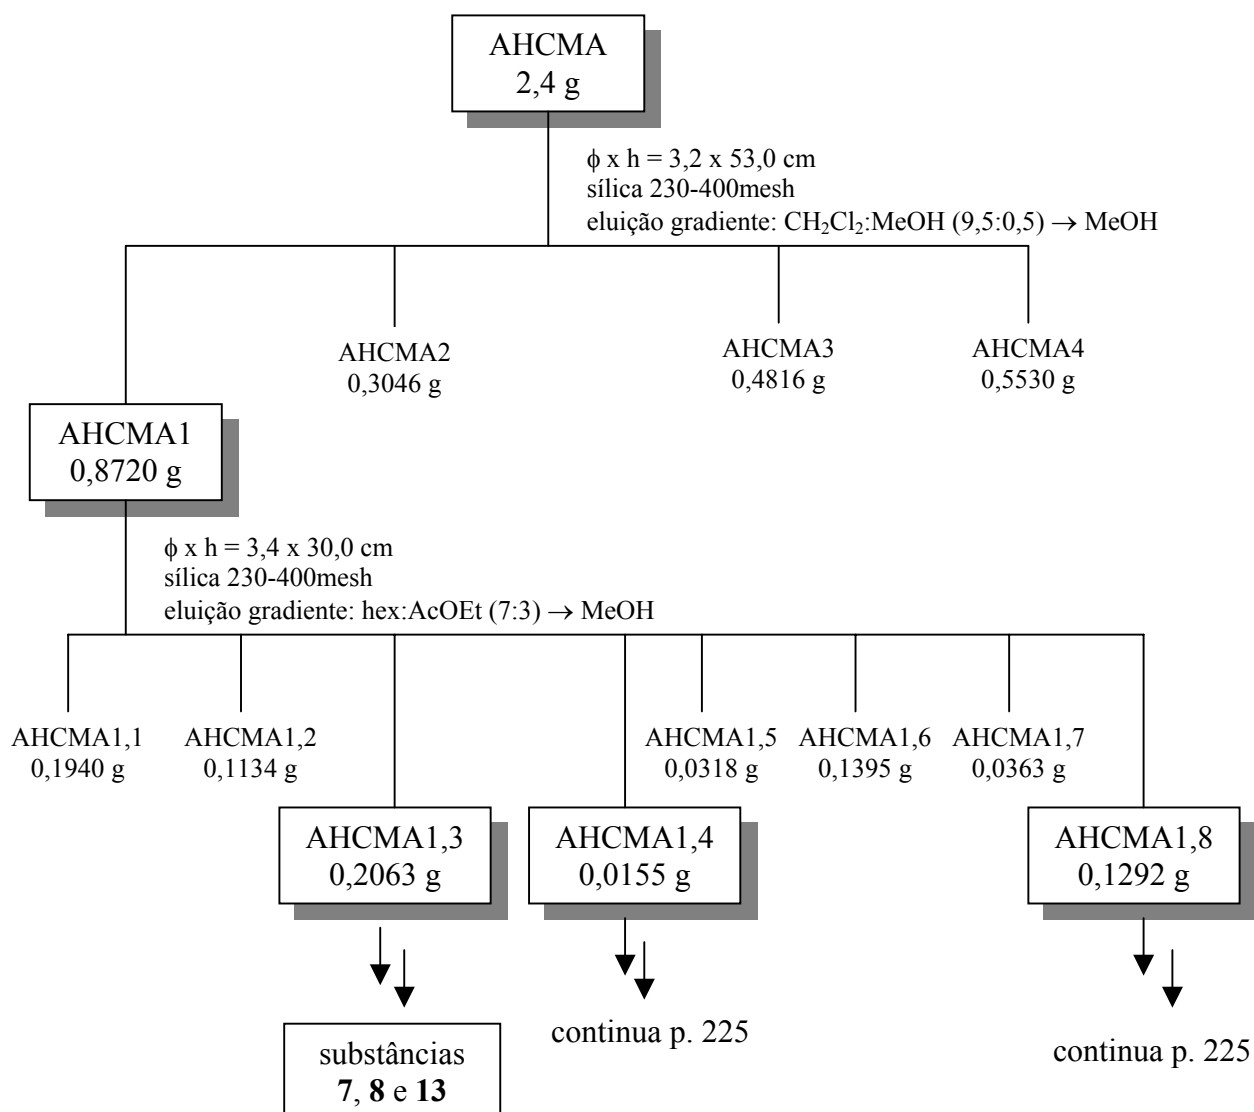 AHCMA
2,4 g
ϕ x h = 3,2 x 53,0 cm
sílica 230-400mesh
eluição gradiente: CH₂Cl₂:MeOH (9,5:0,5) → MeOH
AHCMA2
0,3046 g
AHCMA3
0,4816 g
AHCMA4
0,5530 g
AHCMA1
0,8720 g
ϕ x h = 3,4 x 30,0 cm
sílica 230-400mesh
eluição gradiente: hex:AcOEt (7:3) → MeOH
AHCMA1,1
0,1940 g
AHCMA1,2
0,1134 g
AHCMA1,5
0,0318 g
AHCMA1,6
0,1395 g
AHCMA1,7
0,0363 g
AHCMA1,3
0,2063 g
AHCMA1,4
0,0155 g
AHCMA1,8
0,1292 g
substâncias
7, 8 e 13
continua p. 225
continua p. 225